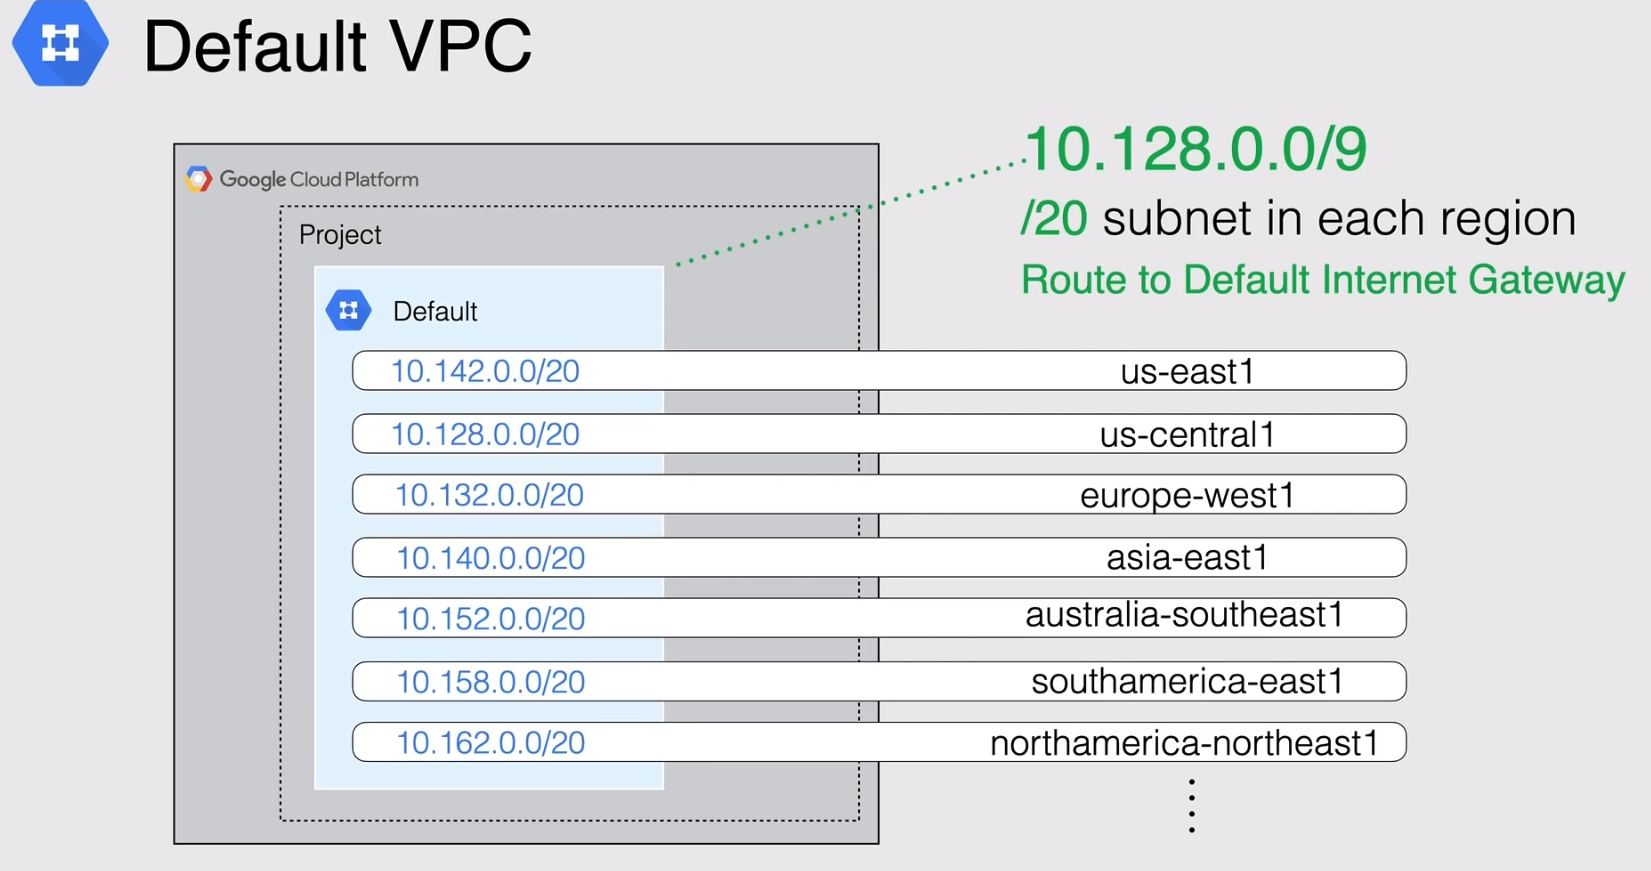 Default VPC
Google Cloud Platform
Project
Default
10.128.0.0/9
/20 subnet in each region
Route to Default Internet Gateway
10.142.0.0/20 us-east1
10.128.0.0/20 us-central1
10.132.0.0/20 europe-west1
10.140.0.0/20 asia-east1
10.152.0.0/20 australia-southeast1
10.158.0.0/20 southamerica-east1
10.162.0.0/20 northamerica-northeast1